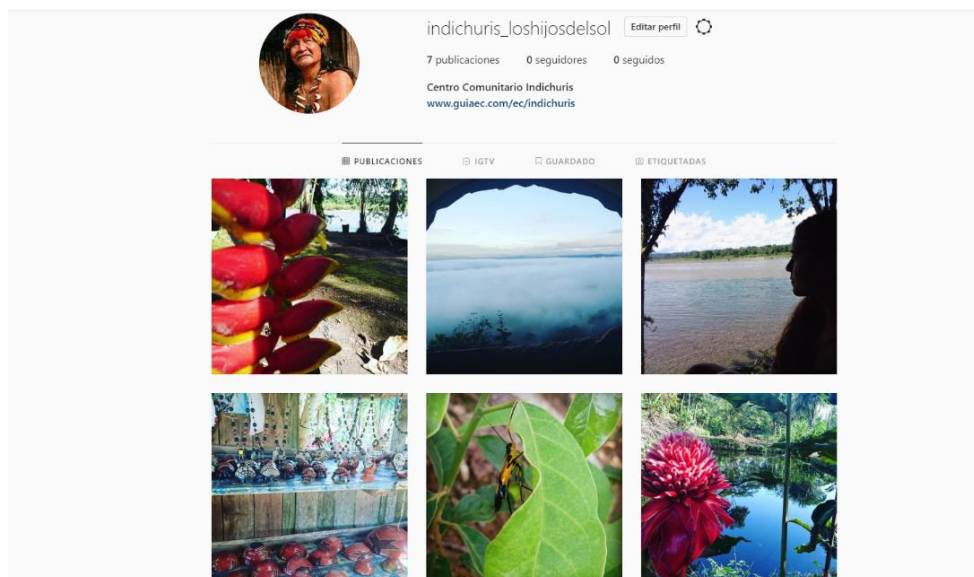 indichuris_loshijosdelsol Editar perfil
7 publicaciones 0 seguidores 0 seguidos
Centro Comunitario Indichuris
www.guiaec.com/ec/indichuris
PUBLICACIONES IGTV GUARDADO ETIQUETADAS